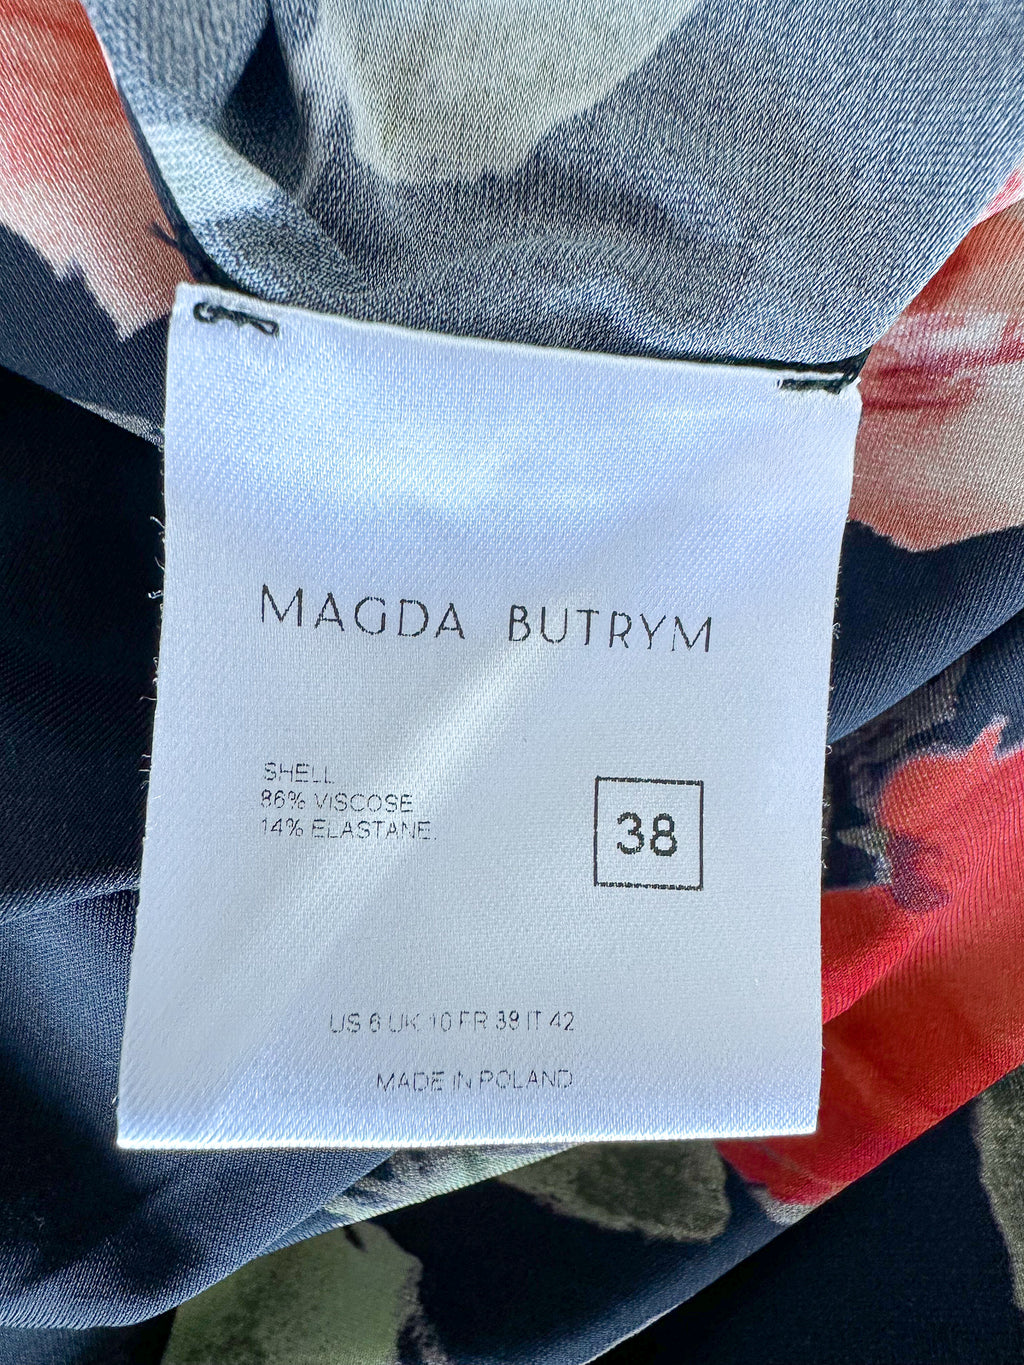 MAGDA BUTRYM
SHELL
86% VISCOSE
14% ELASTANE.
38
US 6 UK 10 FR 38 IT 42
MADE IN POLAND